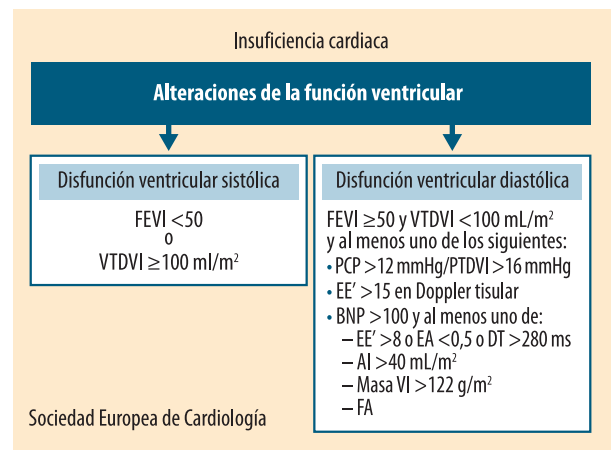 Insuficiencia cardiaca
Alteraciones de la función ventricular
Disfunción ventricular sistólica
FEVI <50
o
VTDVI ≥100 ml/m²
Disfunción ventricular diastólica
FEVI ≥50 y VTDVI <100 mL/m²
y al menos uno de los siguientes:
• PCP >12 mmHg/PTDVI >16 mmHg
• EE’ >15 en Doppler tisular
• BNP >100 y al menos uno de:
– EE’ >8 o EA <0,5 o DT >280 ms
– AI >40 mL/m²
– Masa VI >122 g/m²
– FA
Sociedad Europea de Cardiología